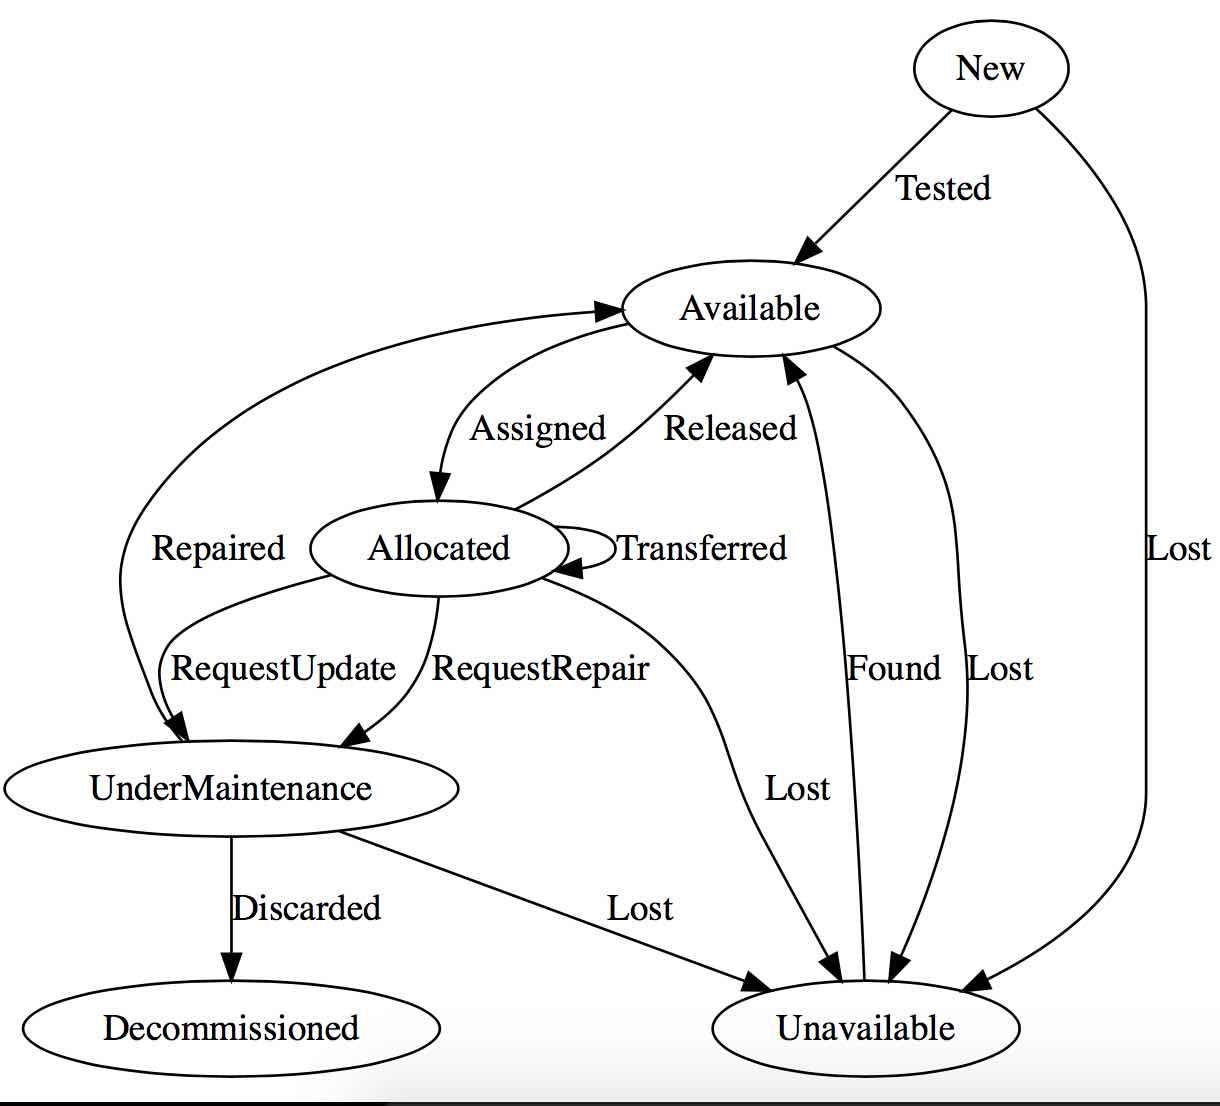 New
Tested
Available
Assigned
Released
Repaired
Allocated
Transferred
Lost
RequestUpdate
RequestRepair
Found
Lost
UnderMaintenance
Lost
Discarded
Lost
Decommissioned
Unavailable